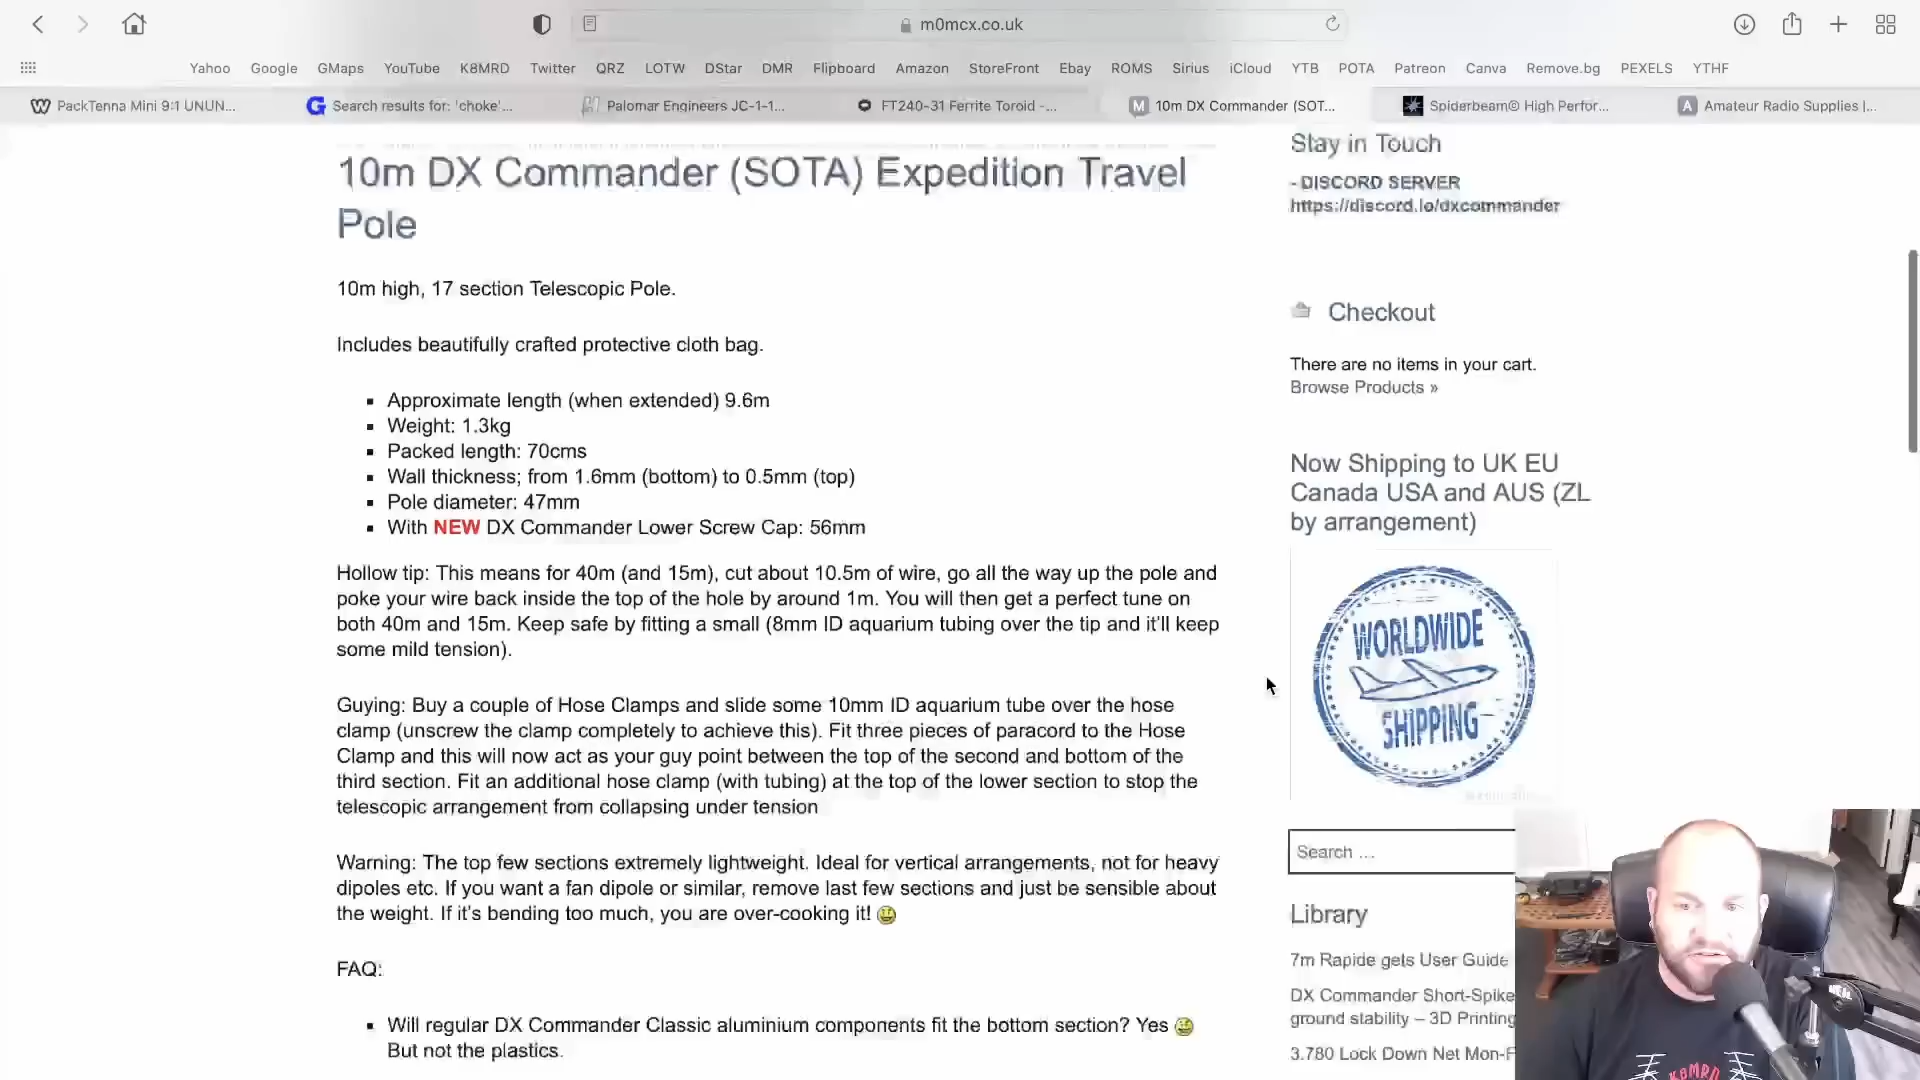 m0mcx.co.uk
Yahoo Google GMaps YouTube K8MRD Twitter QRZ LOTW DStar DMR Flipboard Amazon StoreFront Ebay ROMS Sirius iCloud YTB POTA Patreon Canva Remove.bg PEXELS YTHF
PackTenna Mini 9:1 UNUN...
Search results for: 'choke'...
Palomar Engineers JC-1-1...
FT240-31 Ferrite Toroid -...
10m DX Commander (SOT...
Spiderbeam® High Perfor...
Amateur Radio Supplies |...
10m DX Commander (SOTA) Expedition Travel
Pole
10m high, 17 section Telescopic Pole.
Includes beautifully crafted protective cloth bag.
Approximate length (when extended) 9.6m
Weight: 1.3kg
Packed length: 70cms
Wall thickness; from 1.6mm (bottom) to 0.5mm (top)
Pole diameter: 47mm
With NEW DX Commander Lower Screw Cap: 56mm
Hollow tip: This means for 40m (and 15m), cut about 10.5m of wire, go all the way up the pole and
poke your wire back inside the top of the hole by around 1m. You will then get a perfect tune on
both 40m and 15m. Keep safe by fitting a small (8mm ID aquarium tubing over the tip and it'll keep
some mild tension).
Guying: Buy a couple of Hose Clamps and slide some 10mm ID aquarium tube over the hose
clamp (unscrew the clamp completely to achieve this). Fit three pieces of paracord to the Hose
Clamp and this will now act as your guy point between the top of the second and bottom of the
third section. Fit an additional hose clamp (with tubing) at the top of the lower section to stop the
telescopic arrangement from collapsing under tension
Warning: The top few sections extremely lightweight. Ideal for vertical arrangements, not for heavy
dipoles etc. If you want a fan dipole or similar, remove last few sections and just be sensible about
the weight. If it's bending too much, you are over-cooking it!
FAQ:
Will regular DX Commander Classic aluminium components fit the bottom section? Yes
But not the plastics.
Stay in Touch
- DISCORD SERVER
https://discord.io/dxcommander
Checkout
There are no items in your cart.
Browse Products »
Now Shipping to UK EU
Canada USA and AUS (ZL
by arrangement)
WORLDWIDE
SHIPPING
Search ...
Library
7m Rapide gets User Guide
DX Commander Short-Spike
ground stability – 3D Printing
3.780 Lock Down Net Mon-F
K8MRD